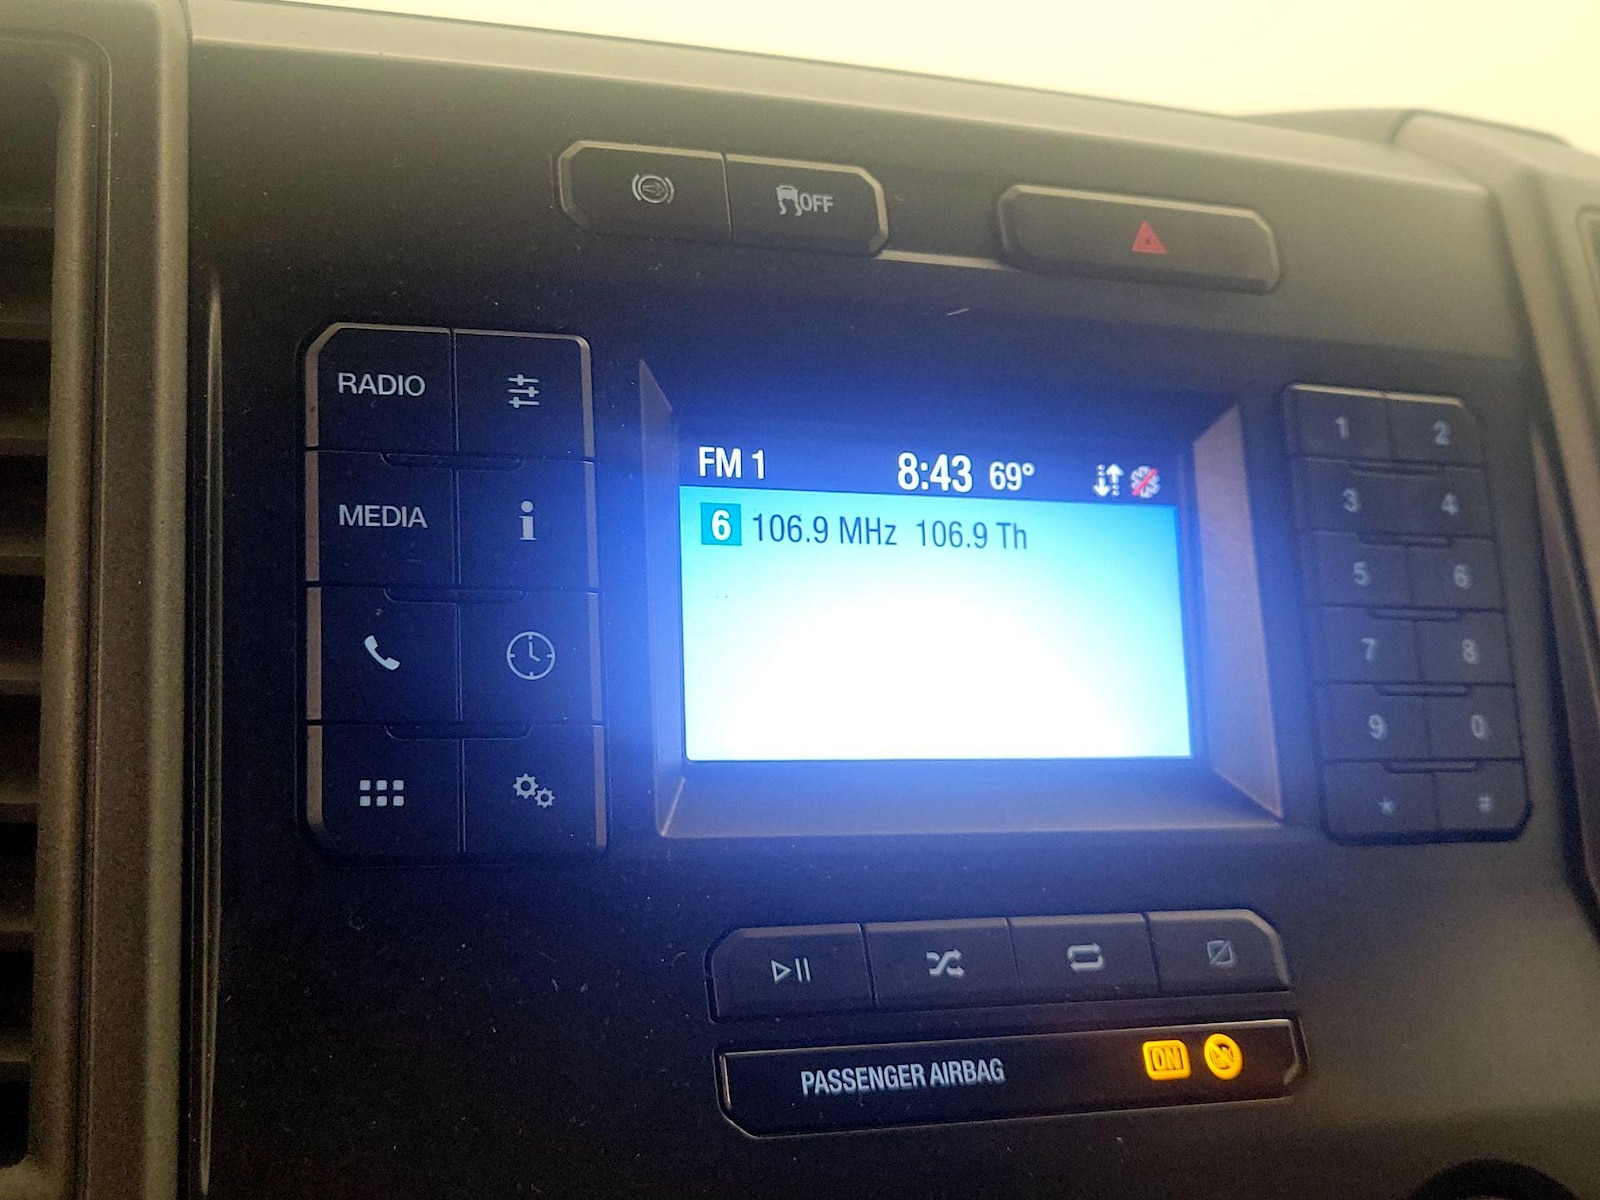 OFF
RADIO
MEDIA
FM 1 8:43 69°
6 106.9 MHz 106.9 Th
1 2
3 4
5 6
7 8
9 0
* #
PASSENGER AIRBAG ON